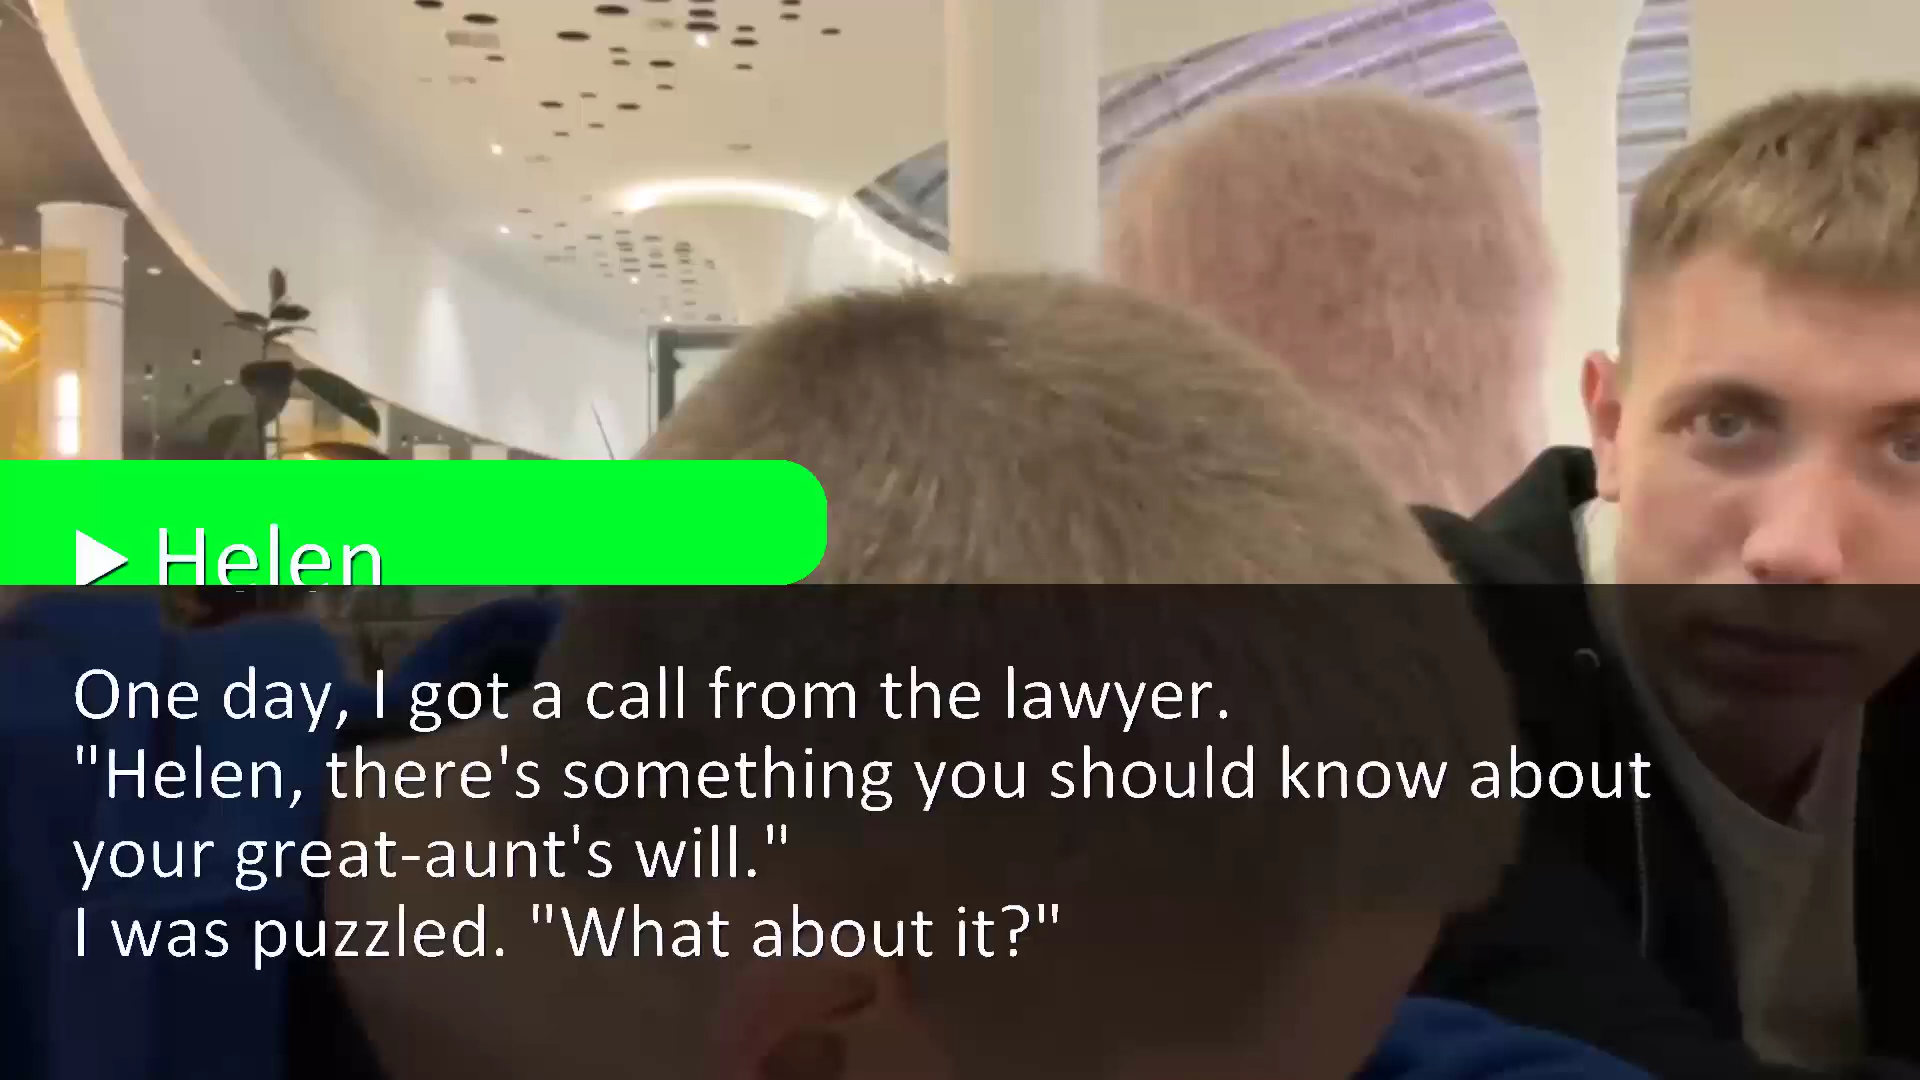 ▶ Helen
One day, I got a call from the lawyer.
"Helen, there's something you should know about
your great-aunt's will."
I was puzzled. "What about it?"